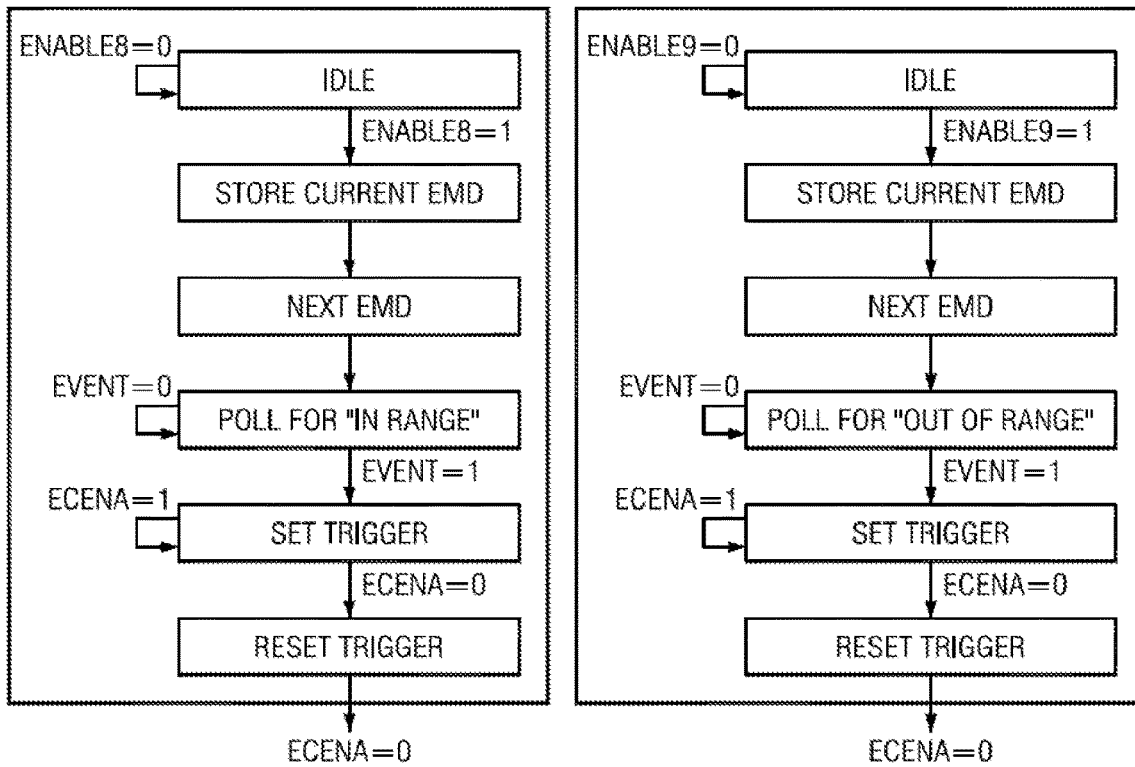 ENABLE8=0
IDLE
ENABLE8=1
STORE CURRENT EMD
NEXT EMD
EVENT=0
POLL FOR "IN RANGE"
EVENT=1
ECENA=1
SET TRIGGER
ECENA=0
RESET TRIGGER
ECENA=0
ENABLE9=0
IDLE
ENABLE9=1
STORE CURRENT EMD
NEXT EMD
EVENT=0
POLL FOR "OUT OF RANGE"
EVENT=1
ECENA=1
SET TRIGGER
ECENA=0
RESET TRIGGER
ECENA=0